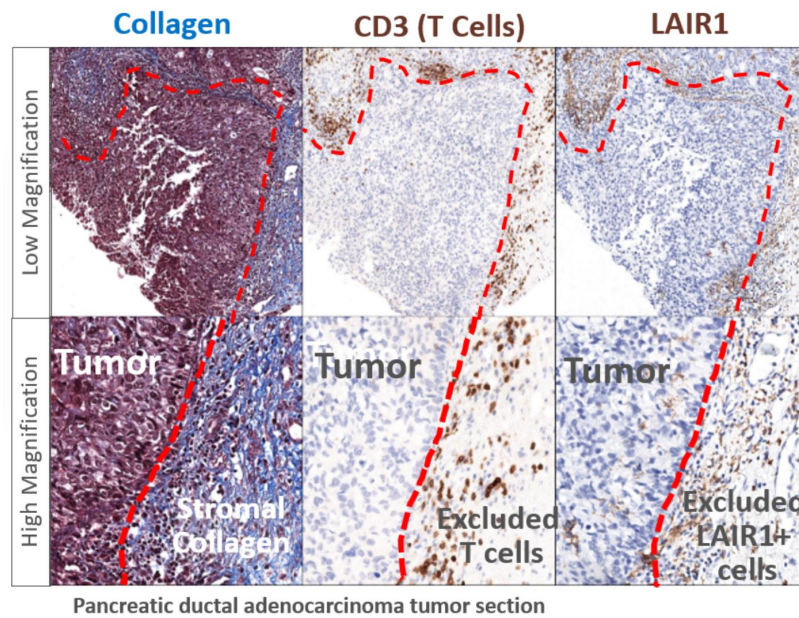 Collagen
CD3 (T Cells)
LAIR1
Low Magnification
High Magnification
Tumor
Tumor
Tumor
Stromal
Collagen
Excluded
T cells
Excluded
LAIR1+
cells
Pancreatic ductal adenocarcinoma tumor section